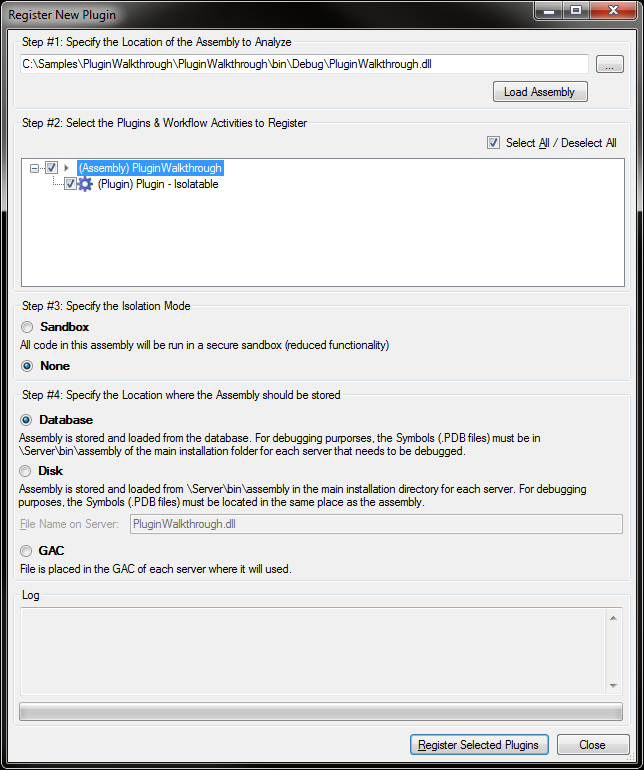 Register New Plugin
Step #1: Specify the Location of the Assembly to Analyze
C:\Samples\PluginWalkthrough\PluginWalkthrough\bin\Debug\PluginWalkthrough.dll
...
Load Assembly
Step #2: Select the Plugins & Workflow Activities to Register
Select All / Deselect All
(Assembly) PluginWalkthrough
(Plugin) Plugin - Isolatable
Step #3: Specify the Isolation Mode
Sandbox
All code in this assembly will be run in a secure sandbox (reduced functionality)
None
Step #4: Specify the Location where the Assembly should be stored
Database
Assembly is stored and loaded from the database. For debugging purporses, the Symbols (.PDB files) must be in
\Server\bin\assembly of the main installation folder for each server that needs to be debugged.
Disk
Assembly is stored and loaded from \Server\bin\assembly in the main installation directory for each server. For debugging
purposes, the Symbols (.PDB files) must be located in the same place as the assembly.
File Name on Server: PluginWalkthrough.dll
GAC
File is placed in the GAC of each server where it will used.
Log
Register Selected Plugins Close